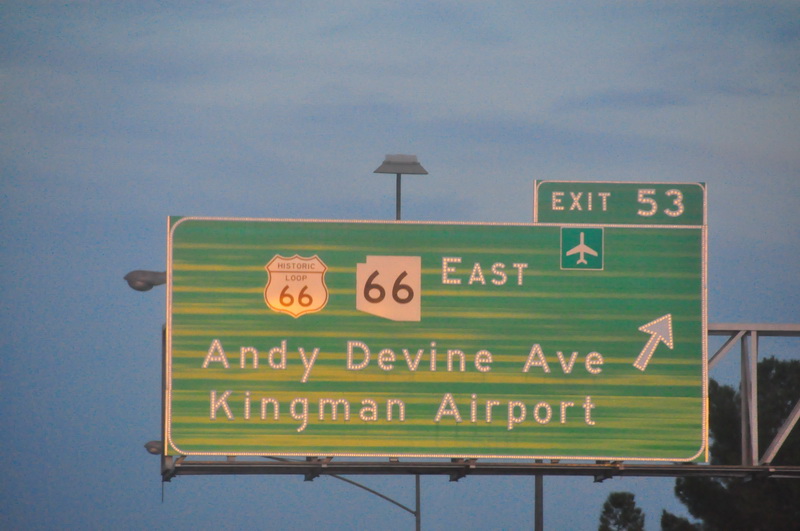 EXIT 53
HISTORIC
LOOP
66
66
EAST
Andy Devine Ave
Kingman Airport